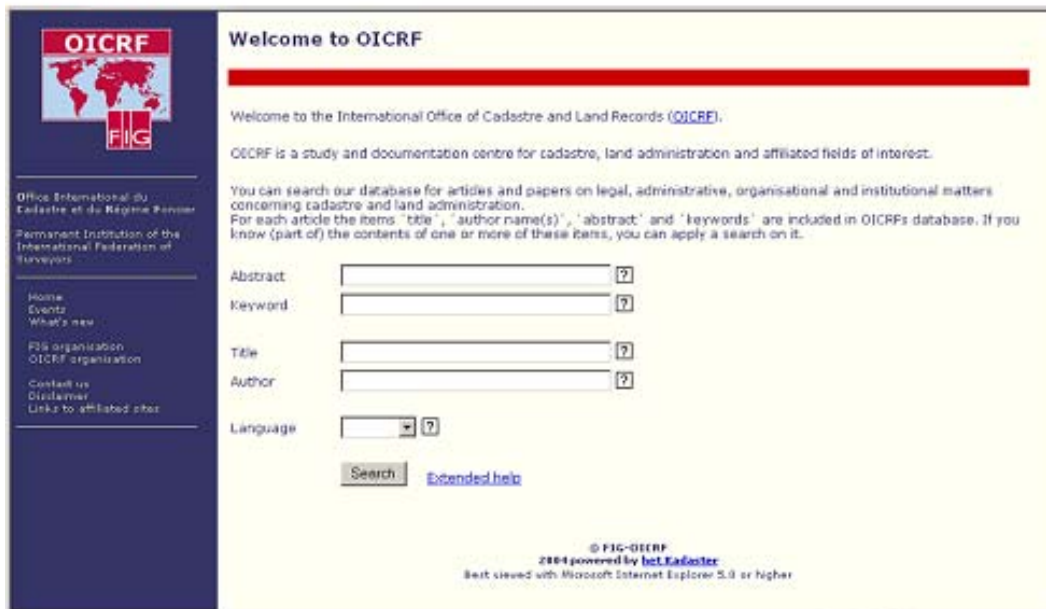 OICRF
FIG
Office International du
Cadastre et du Régime Foncier
Permanent Institution of the
International Federation of
Surveyors
Home
Events
What's new
FIG organisation
OICRF organisation
Contact us
Disclaimer
Links to affiliated sites
Welcome to OICRF
Welcome to the International Office of Cadastre and Land Records (OICRF).
OICRF is a study and documentation centre for cadastre, land administration and affiliated fields of interest.
You can search our database for articles and papers on legal, administrative, organisational and institutional matters
concerning cadastre and land administration.
For each article the items `title´, `author name(s)´, `abstract´ and `keywords´ are included in OICRFs database. If you
know (part of) the contents of one or more of these items, you can apply a search on it.
Abstract ?
Keyword ?
Title ?
Author ?
Language ?
Search Extended help
© FIG-OICRF
2004 powered by het Kadaster
Best viewed with Microsoft Internet Explorer 5.0 or higher